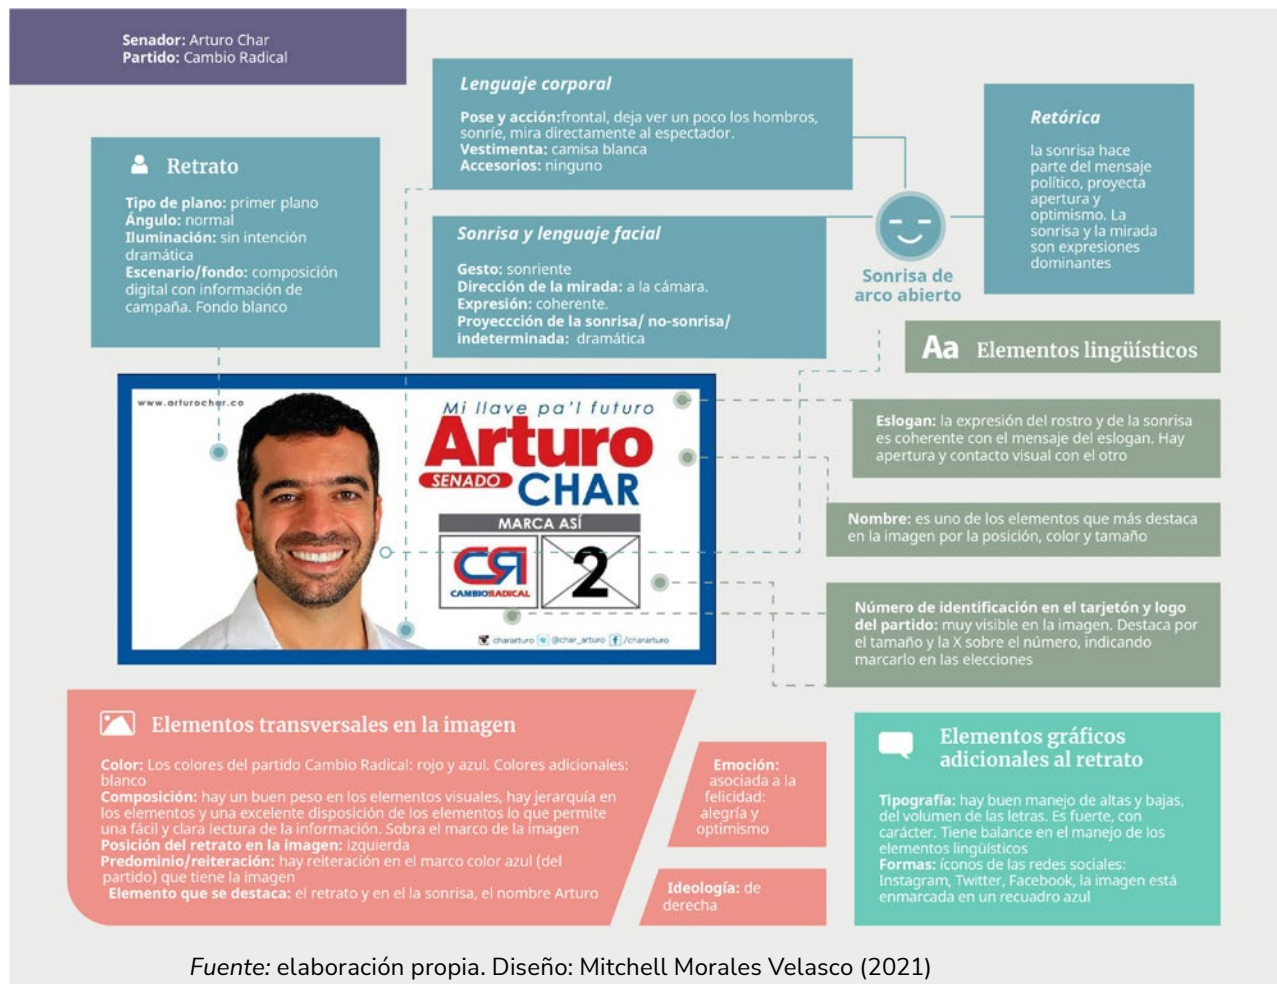 Senador: Arturo Char
Partido: Cambio Radical
Retrato
Tipo de plano: primer plano
Ángulo: normal
Iluminación: sin intención
dramática
Escenario/fondo: composición
digital con información de
campaña. Fondo blanco
Lenguaje corporal
Pose y acción:frontal, deja ver un poco los hombros,
sonríe, mira directamente al espectador.
Vestimenta: camisa blanca
Accesorios: ninguno
Sonrisa y lenguaje facial
Gesto: sonriente
Dirección de la mirada: a la cámara.
Expresión: coherente.
Proyeccción de la sonrisa/ no-sonrisa/
indeterminada: dramática
Sonrisa de
arco abierto
Retórica
la sonrisa hace
parte del mensaje
político, proyecta
apertura y
optimismo. La
sonrisa y la mirada
son expresiones
dominantes
Aa Elementos lingüísticos
Eslogan: la expresión del rostro y de la sonrisa
es coherente con el mensaje del eslogan. Hay
apertura y contacto visual con el otro
Nombre: es uno de los elementos que más destaca
en la imagen por la posición, color y tamaño
Número de identificación en el tarjetón y logo
del partido: muy visible en la imagen. Destaca por
el tamaño y la X sobre el número, indicando
marcarlo en las elecciones
www.arturochar.co
Mi llave pa'l futuro
Arturo
SENADO CHAR
MARCA ASÍ
CR 2
CAMBIO RADICAL
chararturo @char_arturo /chararturo
Elementos transversales en la imagen
Color: Los colores del partido Cambio Radical: rojo y azul. Colores adicionales:
blanco
Composición: hay un buen peso en los elementos visuales, hay jerarquía en
los elementos y una excelente disposición de los elementos lo que permite
una fácil y clara lectura de la información. Sobra el marco de la imagen
Posición del retrato en la imagen: izquierda
Predominio/reiteración: hay reiteración en el marco color azul (del
partido) que tiene la imagen
Elemento que se destaca: el retrato y en el la sonrisa, el nombre Arturo
Emoción:
asociada a la
felicidad:
alegría y
optimismo
Ideología: de
derecha
Elementos gráficos
adicionales al retrato
Tipografía: hay buen manejo de altas y bajas,
del volumen de las letras. Es fuerte, con
carácter. Tiene balance en el manejo de los
elementos lingüísticos
Formas: íconos de las redes sociales:
Instagram, Twitter, Facebook, la imagen está
enmarcada en un recuadro azul
Fuente: elaboración propia. Diseño: Mitchell Morales Velasco (2021)